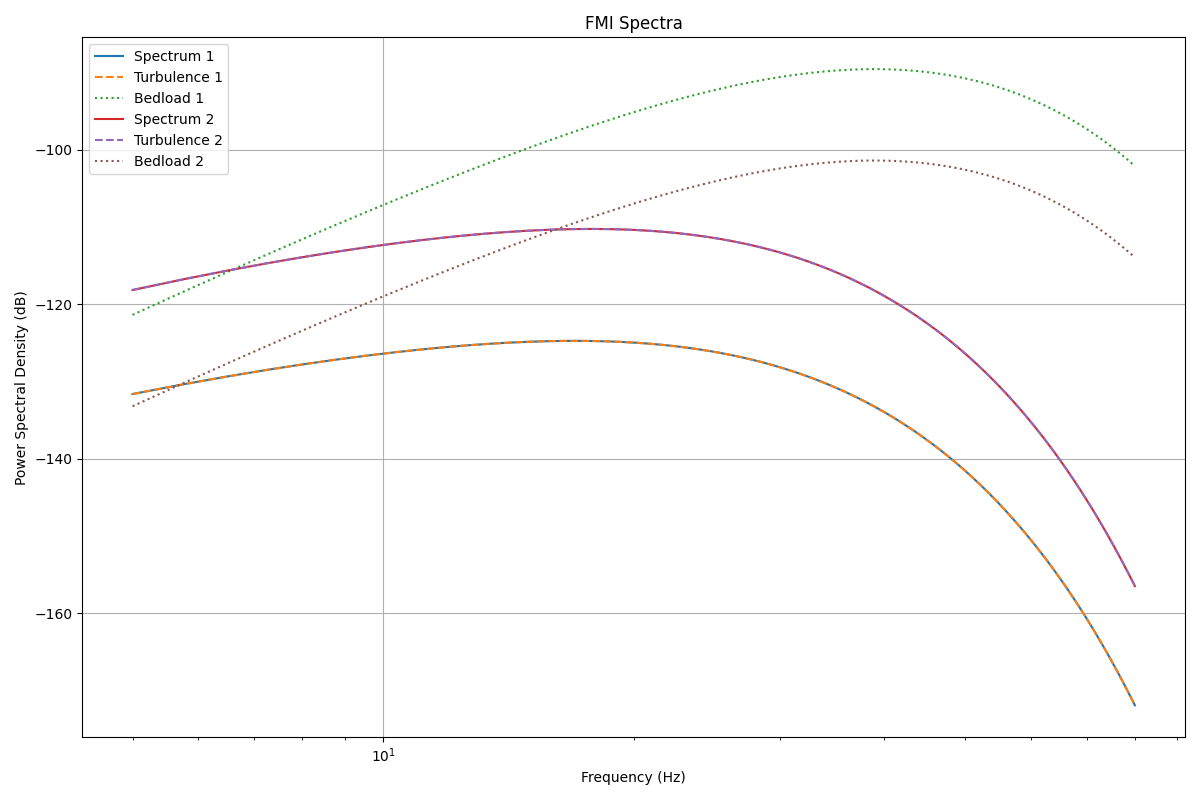 FMI Spectra
Spectrum 1
Turbulence 1
Bedload 1
Spectrum 2
Turbulence 2
Bedload 2
Power Spectral Density (dB)
−100
−120
−140
−160
10¹
Frequency (Hz)